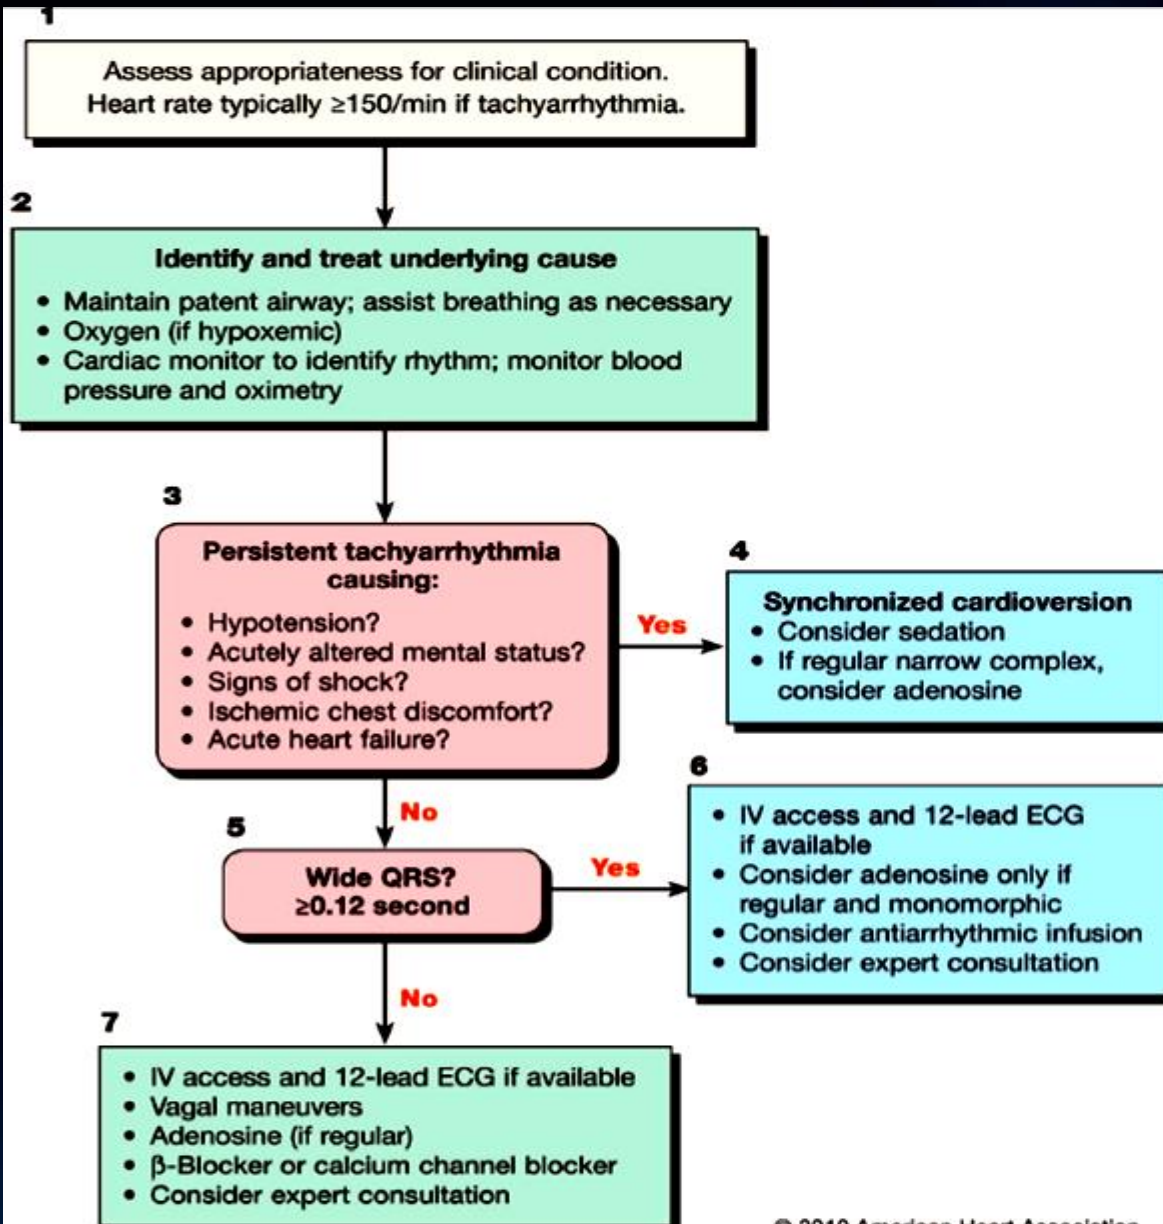 1
Assess appropriateness for clinical condition.
Heart rate typically ≥150/min if tachyarrhythmia.
2
Identify and treat underlying cause
• Maintain patent airway; assist breathing as necessary
• Oxygen (if hypoxemic)
• Cardiac monitor to identify rhythm; monitor blood
pressure and oximetry
3
Persistent tachyarrhythmia
causing:
• Hypotension?
• Acutely altered mental status?
• Signs of shock?
• Ischemic chest discomfort?
• Acute heart failure?
Yes
4
Synchronized cardioversion
• Consider sedation
• If regular narrow complex,
consider adenosine
No
5
Wide QRS?
≥0.12 second
Yes
6
• IV access and 12-lead ECG
if available
• Consider adenosine only if
regular and monomorphic
• Consider antiarrhythmic infusion
• Consider expert consultation
No
7
• IV access and 12-lead ECG if available
• Vagal maneuvers
• Adenosine (if regular)
• β-Blocker or calcium channel blocker
• Consider expert consultation
American Heart Association